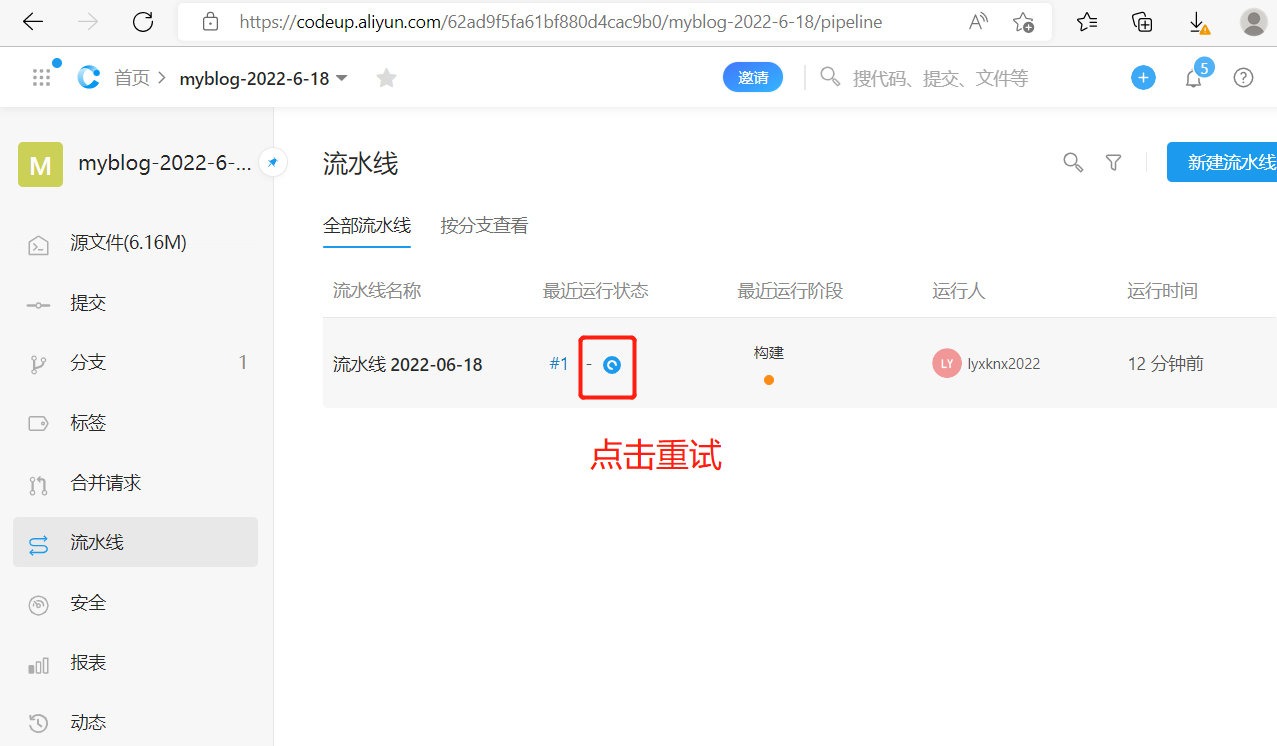 https://codeup.aliyun.com/62ad9f5fa61bf880d4cac9b0/myblog-2022-6-18/pipeline
首页 > myblog-2022-6-18
邀请
搜代码、提交、文件等
5
M
myblog-2022-6-...
源文件(6.16M)
提交
分支 1
标签
合并请求
流水线
安全
报表
动态
流水线
新建流水线
全部流水线 按分支查看
流水线名称 最近运行状态 最近运行阶段 运行人 运行时间
流水线 2022-06-18 #1 - 构建 LY lyxknx2022 12 分钟前
点击重试